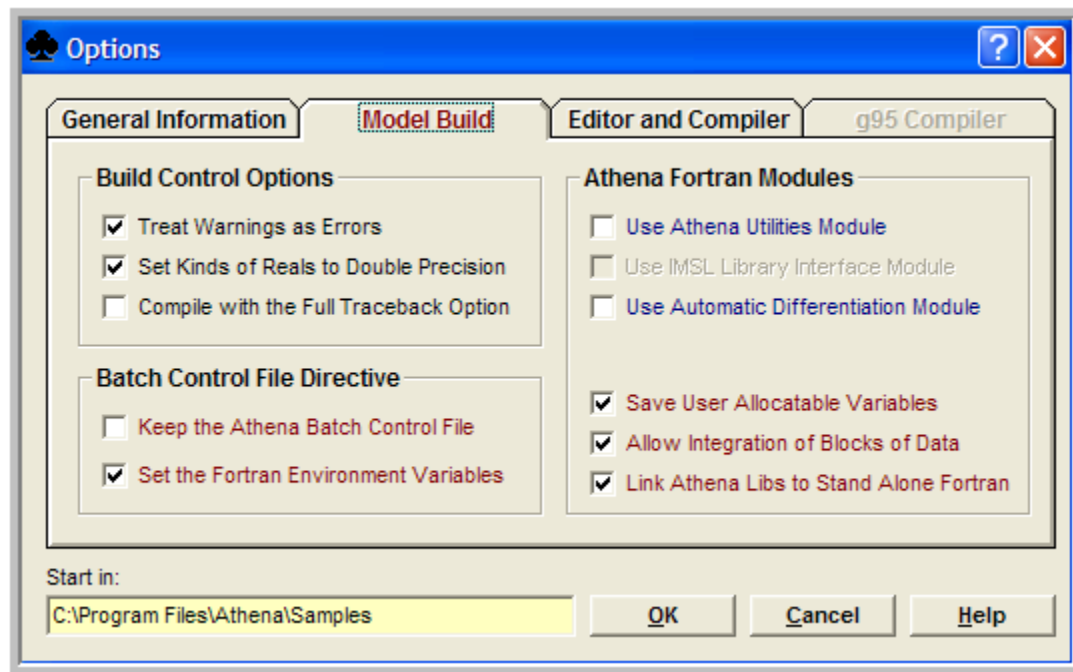 Options
General Information
Model Build
Editor and Compiler
g95 Compiler
Build Control Options
Treat Warnings as Errors
Set Kinds of Reals to Double Precision
Compile with the Full Traceback Option
Batch Control File Directive
Keep the Athena Batch Control File
Set the Fortran Environment Variables
Athena Fortran Modules
Use Athena Utilities Module
Use IMSL Library Interface Module
Use Automatic Differentiation Module
Save User Allocatable Variables
Allow Integration of Blocks of Data
Link Athena Libs to Stand Alone Fortran
Start in:
C:\Program Files\Athena\Samples
OK
Cancel
Help